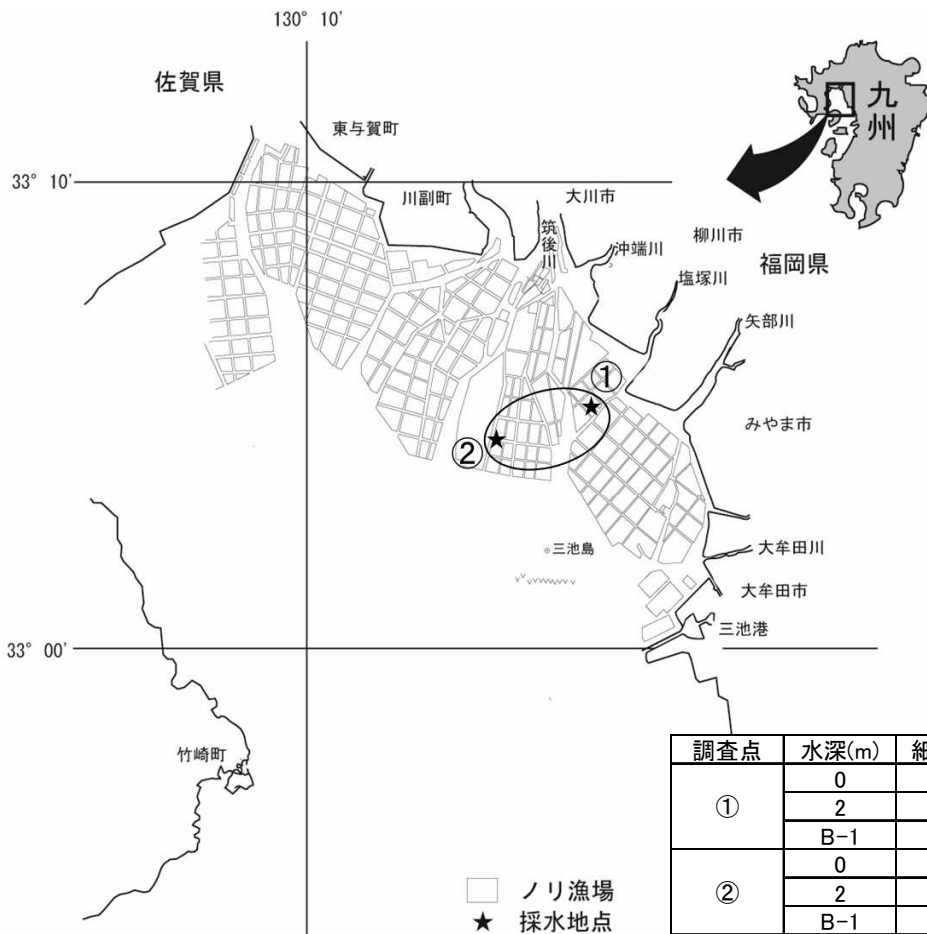 130° 10'
佐賀県
九州
東与賀町
33° 10'
川副町
大川市
筑後川
沖端川
柳川市
塩塚川
福岡県
矢部川
①
みやま市
②
三池島
大牟田川
大牟田市
三池港
33° 00'
竹崎町
調査点 水深(m) 細
① 0
2
B-1
② 0
2
B-1
ノリ漁場
★ 採水地点